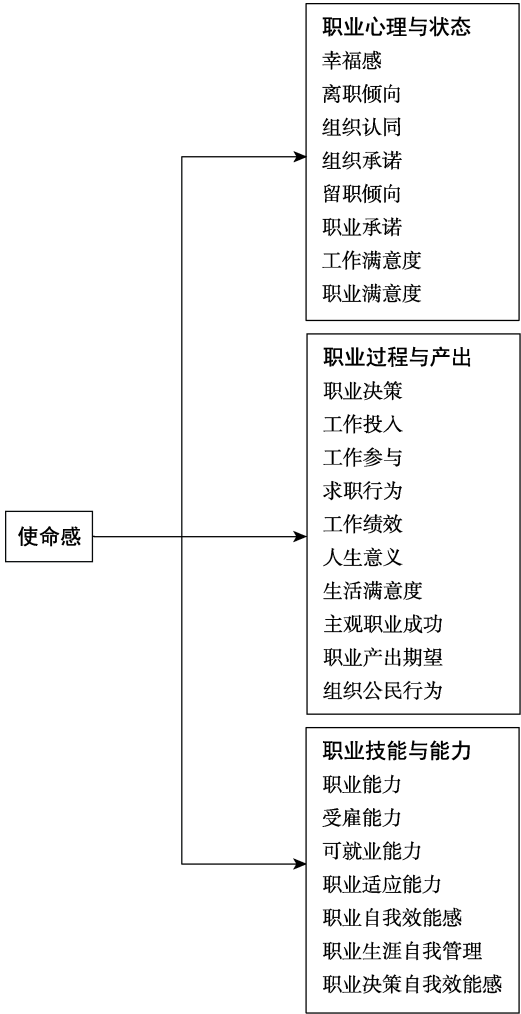 使命感
职业心理与状态
幸福感
离职倾向
组织认同
组织承诺
留职倾向
职业承诺
工作满意度
职业满意度
职业过程与产出
职业决策
工作投入
工作参与
求职行为
工作绩效
人生意义
生活满意度
主观职业成功
职业产出期望
组织公民行为
职业技能与能力
职业能力
受雇能力
可就业能力
职业适应能力
职业自我效能感
职业生涯自我管理
职业决策自我效能感